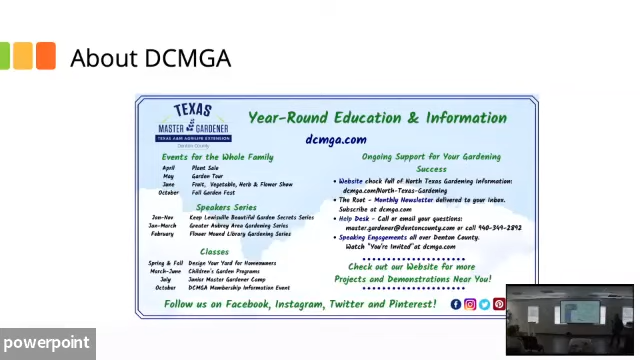 About DCMGA
TEXAS
MASTER GARDENER
TEXAS A&M AGRILIFE EXTENSION
Denton County
Year-Round Education & Information
dcmga.com
Events for the Whole Family
April Plant Sale
May Garden Tour
June Fruit, Vegetable, Herb & Flower Show
October Fall Garden Fest
Speakers Series
Jan-Nov Keep Lewisville Beautiful Garden Secrets Series
Jan-March Greater Aubrey Area Gardening Series
February Flower Mound Library Gardening Series
Classes
Spring & Fall Design Your Yard for Homeowners
March-June Children's Garden Programs
July Junior Master Gardener Camp
October DCMGA Membership Information Event
Ongoing Support for Your Gardening
Success
• Website chock full of North Texas Gardening information:
dcmga.com/North-Texas-Gardening
• The Root - Monthly Newsletter delivered to your inbox.
Subscribe at dcmga.com
• Help Desk - Call or email your questions:
master.gardener@dentoncounty.com or call 940-349-2892
• Speaking Engagements all over Denton County.
Watch "You're Invited" at dcmga.com
Check out our Website for more
Projects and Demonstrations Near You!
Follow us on Facebook, Instagram, Twitter and Pinterest!
powerpoint